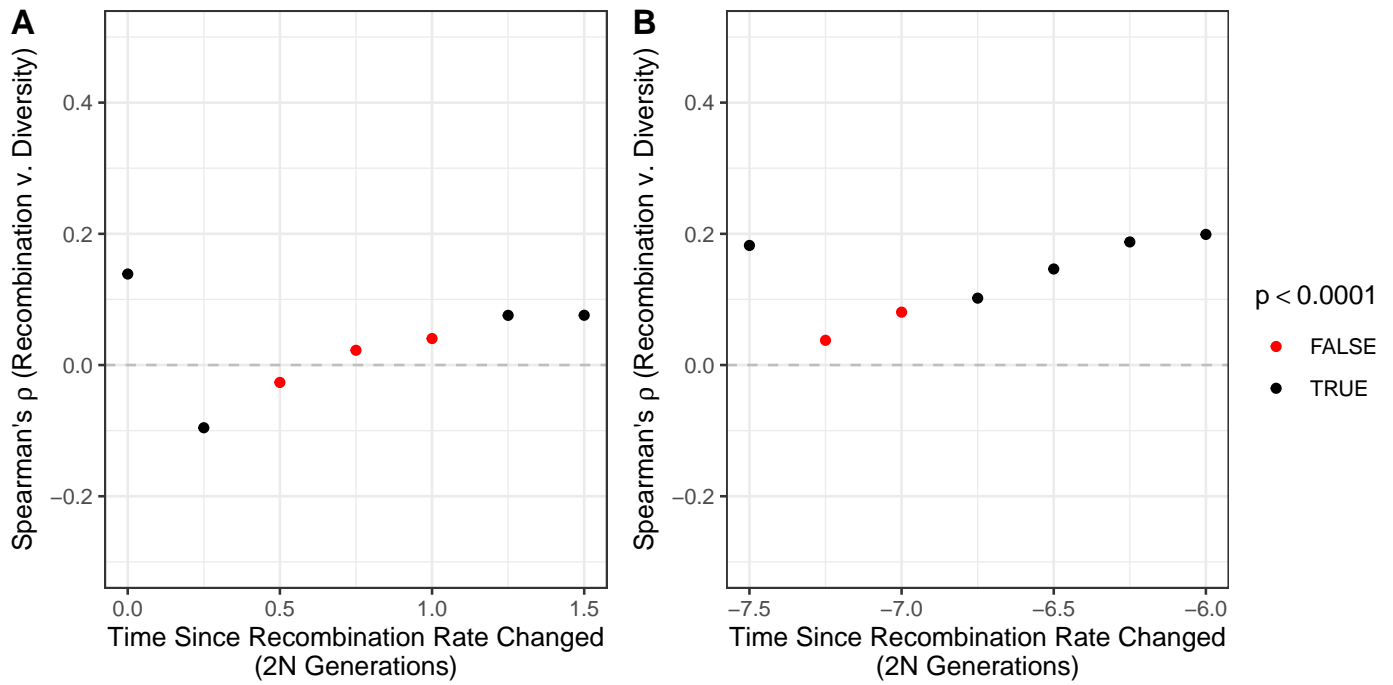 A
Spearman's ρ (Recombination v. Diversity)
0.4
0.2
0.0
−0.2
0.0
0.5
1.0
1.5
Time Since Recombination Rate Changed
(2N Generations)
B
Spearman's ρ (Recombination v. Diversity)
0.4
0.2
0.0
−0.2
−7.5
−7.0
−6.5
−6.0
Time Since Recombination Rate Changed
(2N Generations)
p < 0.0001
FALSE
TRUE